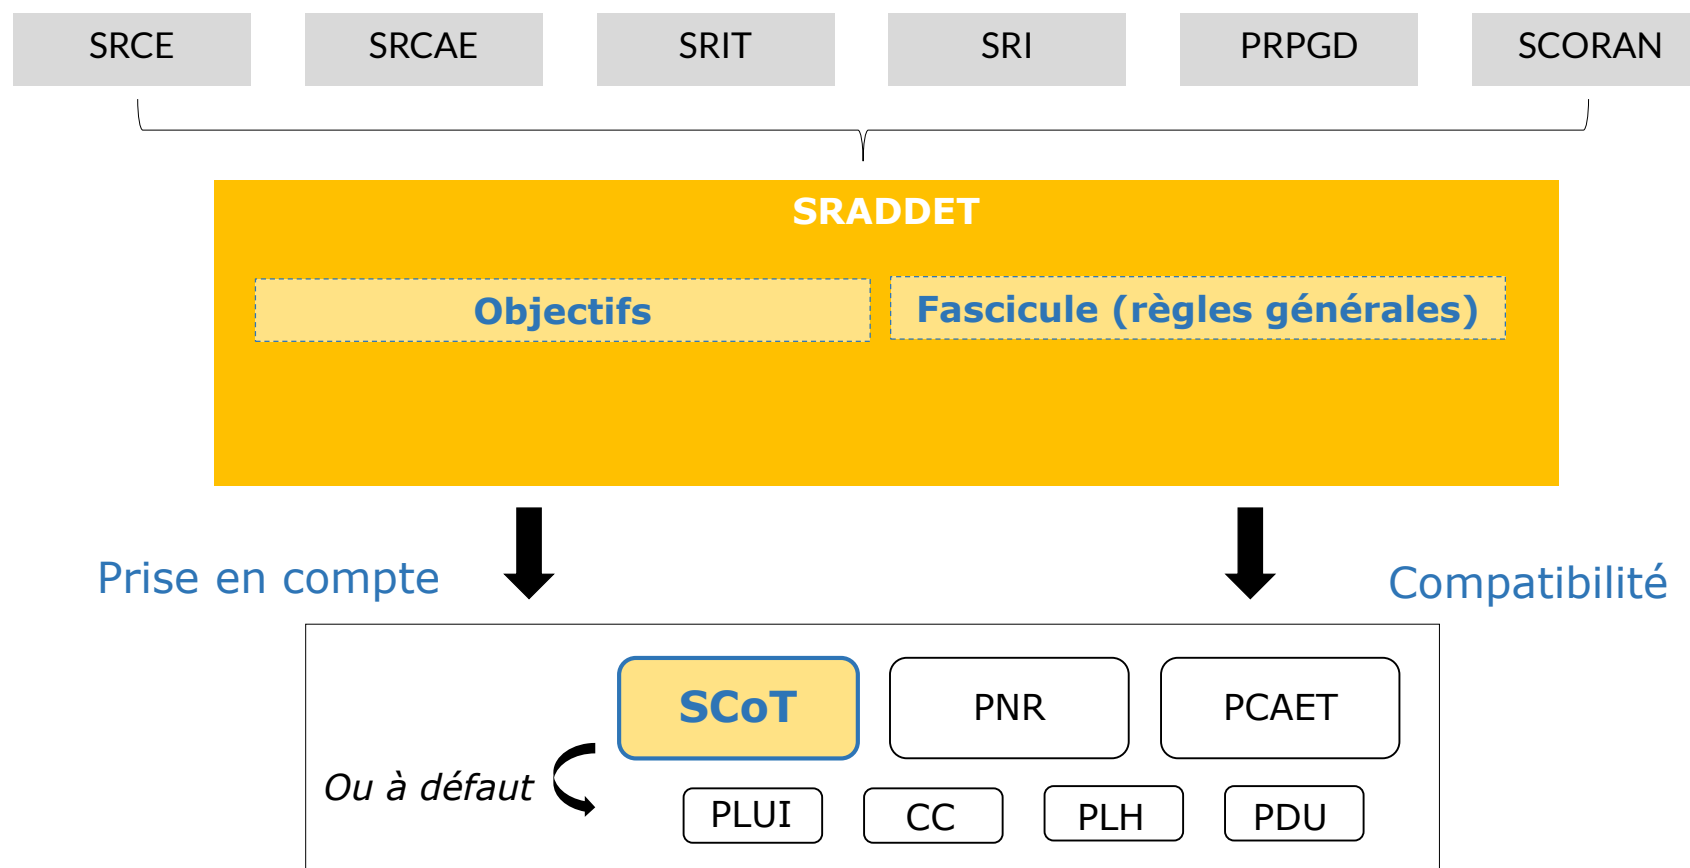 SRCE
SRCAE
SRIT
SRI
PRPGD
SCORAN
SRADDET
Objectifs
Fascicule (règles générales)
Prise en compte
Compatibilité
SCoT
PNR
PCAET
Ou à défaut
PLUI
CC
PLH
PDU